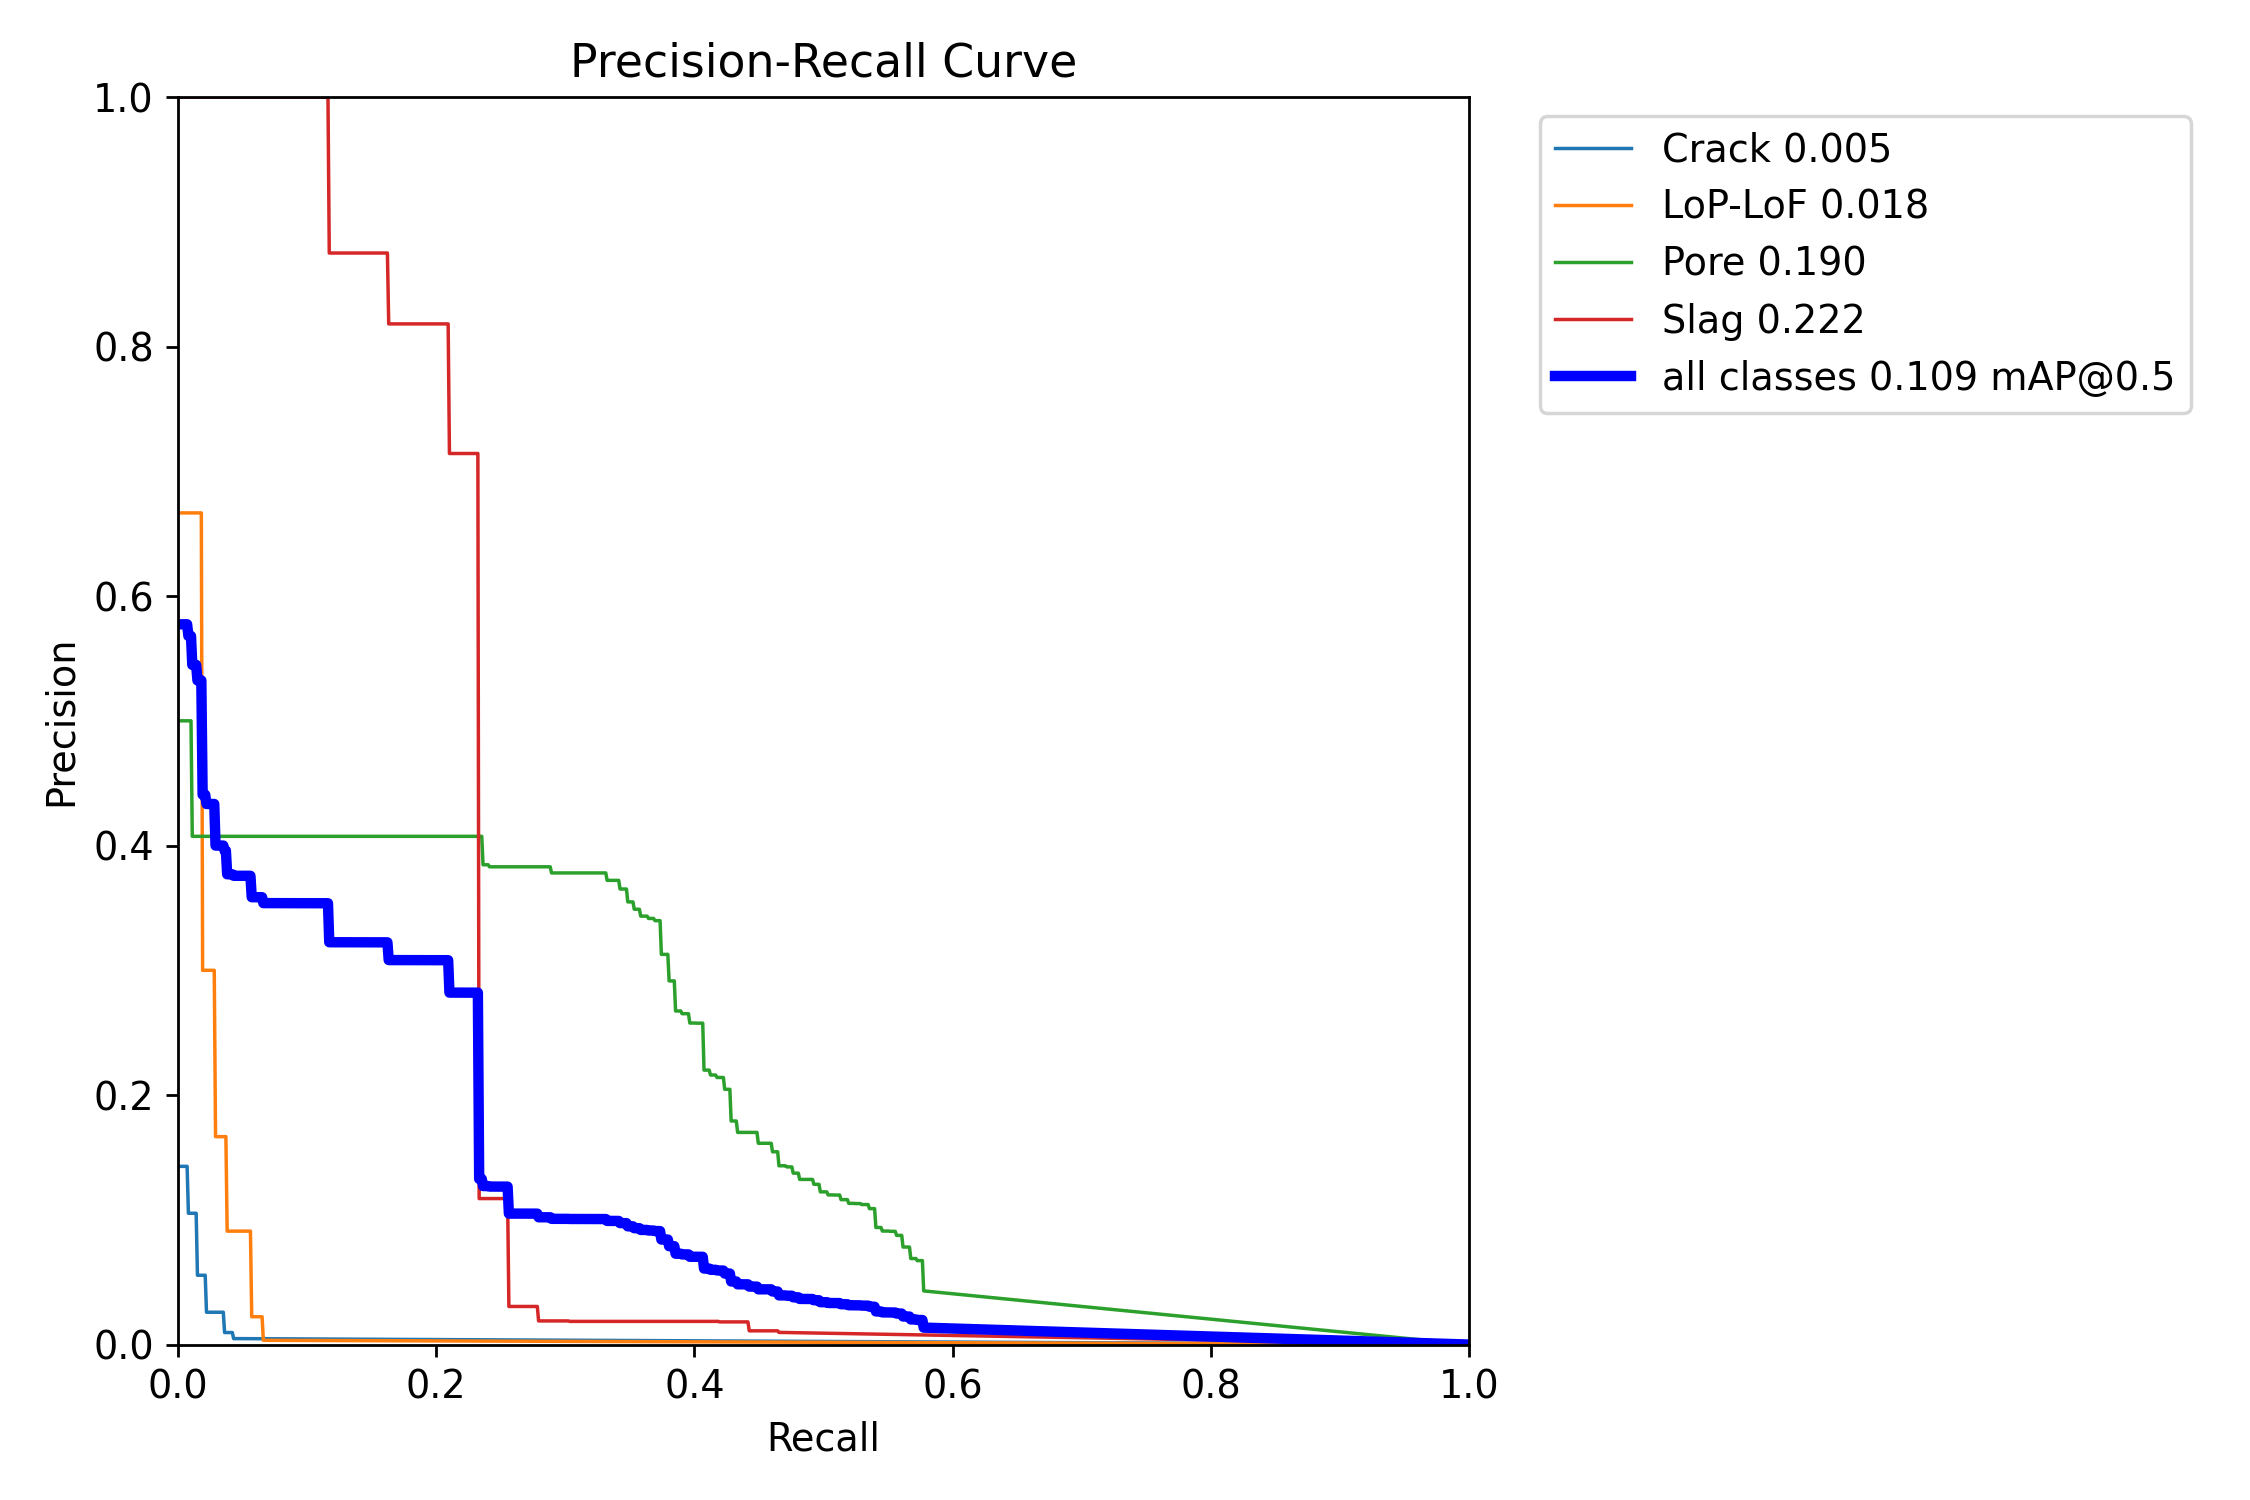 Precision-Recall Curve
1.0
0.8
0.6
0.4
0.2
0.0
Precision
0.0 0.2 0.4 0.6 0.8 1.0
Recall
Crack 0.005
LoP-LoF 0.018
Pore 0.190
Slag 0.222
all classes 0.109 mAP@0.5